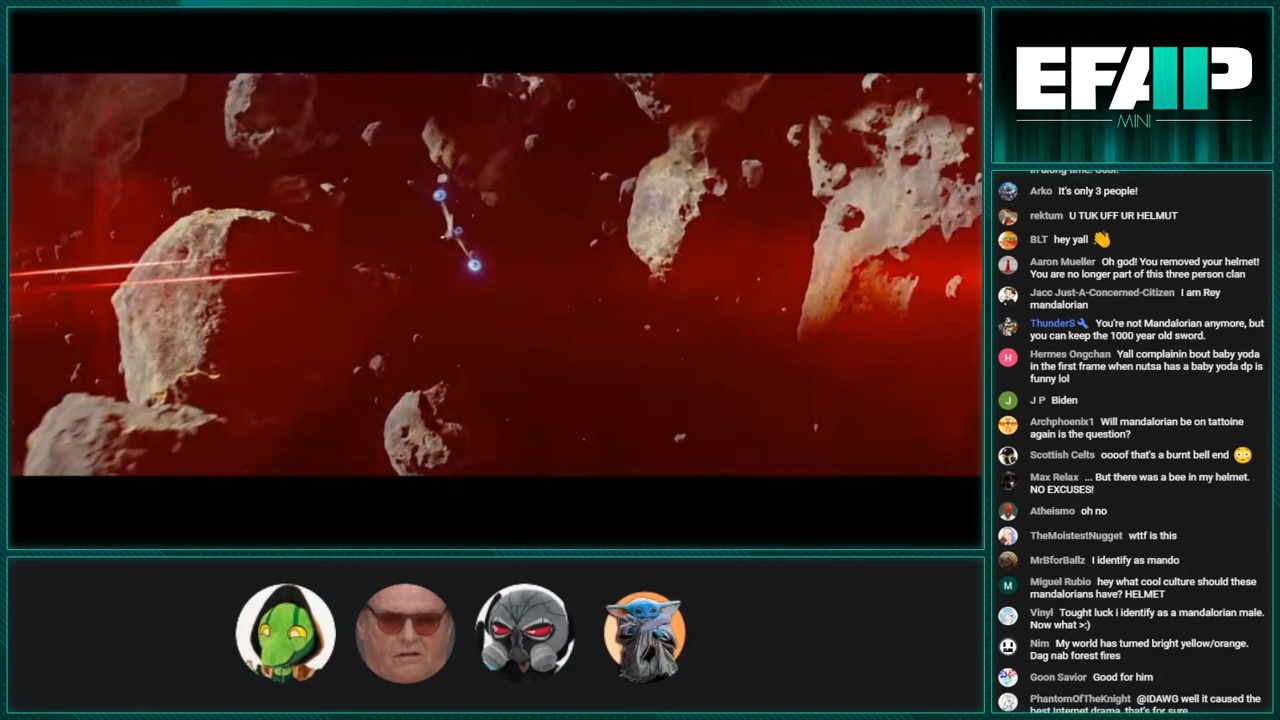 EFAP
MINI
in along time. Cool.
Arko It's only 3 people!
rektum U TUK UFF UR HELMUT
BLT hey yall 👋
Aaron Mueller Oh god! You removed your helmet!
You are no longer part of this three person clan
Jacc Just-A-Concerned-Citizen I am Rey
mandalorian
ThunderS You're not Mandalorian anymore, but
you can keep the 1000 year old sword.
H
Hermes Ongchan Yall complainin bout baby yoda
in the first frame when nutsa has a baby yoda dp is
funny lol
J
J P Biden
Archphoenix1 Will mandalorian be on tattoine
again is the question?
Scottish Celts oooof that's a burnt bell end 😳
Max Relax ... But there was a bee in my helmet.
NO EXCUSES!
Atheismo oh no
TheMoistestNugget wttf is this
MrBforBallz I identify as mando
M
Miguel Rubio hey what cool culture should these
mandalorians have? HELMET
Vinyl Tought luck i identify as a mandalorian male.
Now what >:)
Nim My world has turned bright yellow/orange.
Dag nab forest fires
Goon Savior Good for him
PhantomOfTheKnight @IDAWG well it caused the
best Internet drama, that's for sure